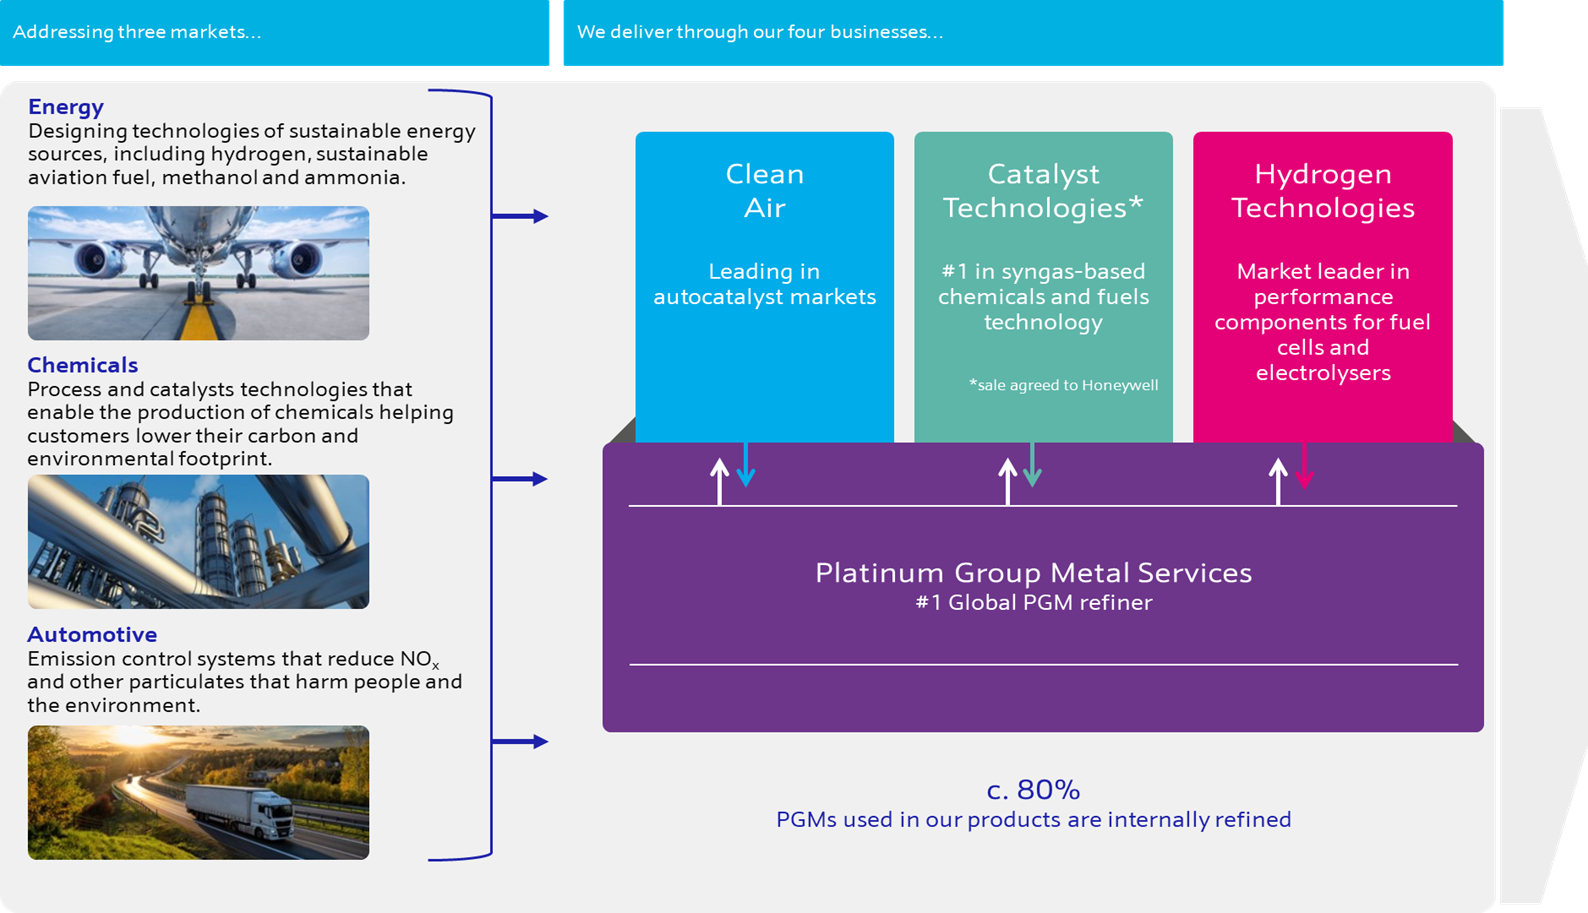 Addressing three markets...
We deliver through our four businesses...
Energy
Designing technologies of sustainable energy
sources, including hydrogen, sustainable
aviation fuel, methanol and ammonia.
Chemicals
Process and catalysts technologies that
enable the production of chemicals helping
customers lower their carbon and
environmental footprint.
Automotive
Emission control systems that reduce NOₓ
and other particulates that harm people and
the environment.
Clean
Air
Leading in
autocatalyst markets
Catalyst
Technologies*
#1 in syngas-based
chemicals and fuels
technology
*sale agreed to Honeywell
Hydrogen
Technologies
Market leader in
performance
components for fuel
cells and
electrolysers
Platinum Group Metal Services
#1 Global PGM refiner
c. 80%
PGMs used in our products are internally refined